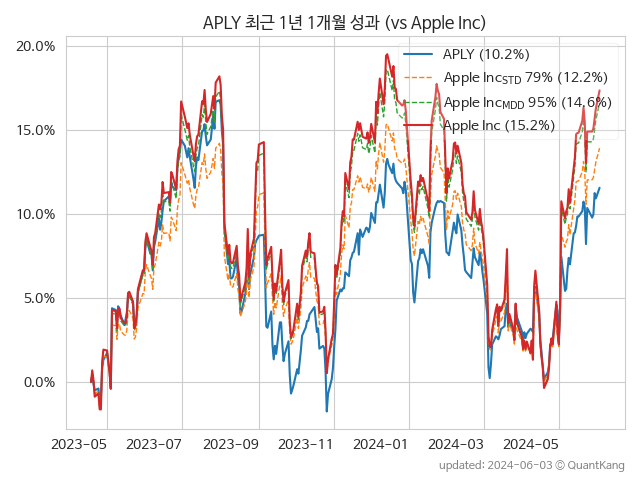 APLY 최근 1년 1개월 성과 (vs Apple Inc)
20.0%
15.0%
10.0%
5.0%
0.0%
APLY (10.2%)
Apple Inc_STD 79% (12.2%)
Apple Inc_MDD 95% (14.6%)
Apple Inc (15.2%)
2023-05 2023-07 2023-09 2023-11 2024-01 2024-03 2024-05
updated: 2024-06-03 © QuantKang